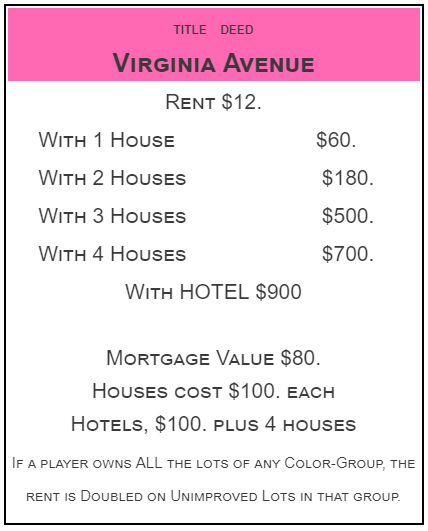 TITLE DEED
VIRGINIA AVENUE
RENT $12.
WITH 1 HOUSE $60.
WITH 2 HOUSES $180.
WITH 3 HOUSES $500.
WITH 4 HOUSES $700.
WITH HOTEL $900
MORTGAGE VALUE $80.
HOUSES COST $100. EACH
HOTELS, $100. PLUS 4 HOUSES
IF A PLAYER OWNS ALL THE LOTS OF ANY COLOR-GROUP, THE
RENT IS DOUBLED ON UNIMPROVED LOTS IN THAT GROUP.